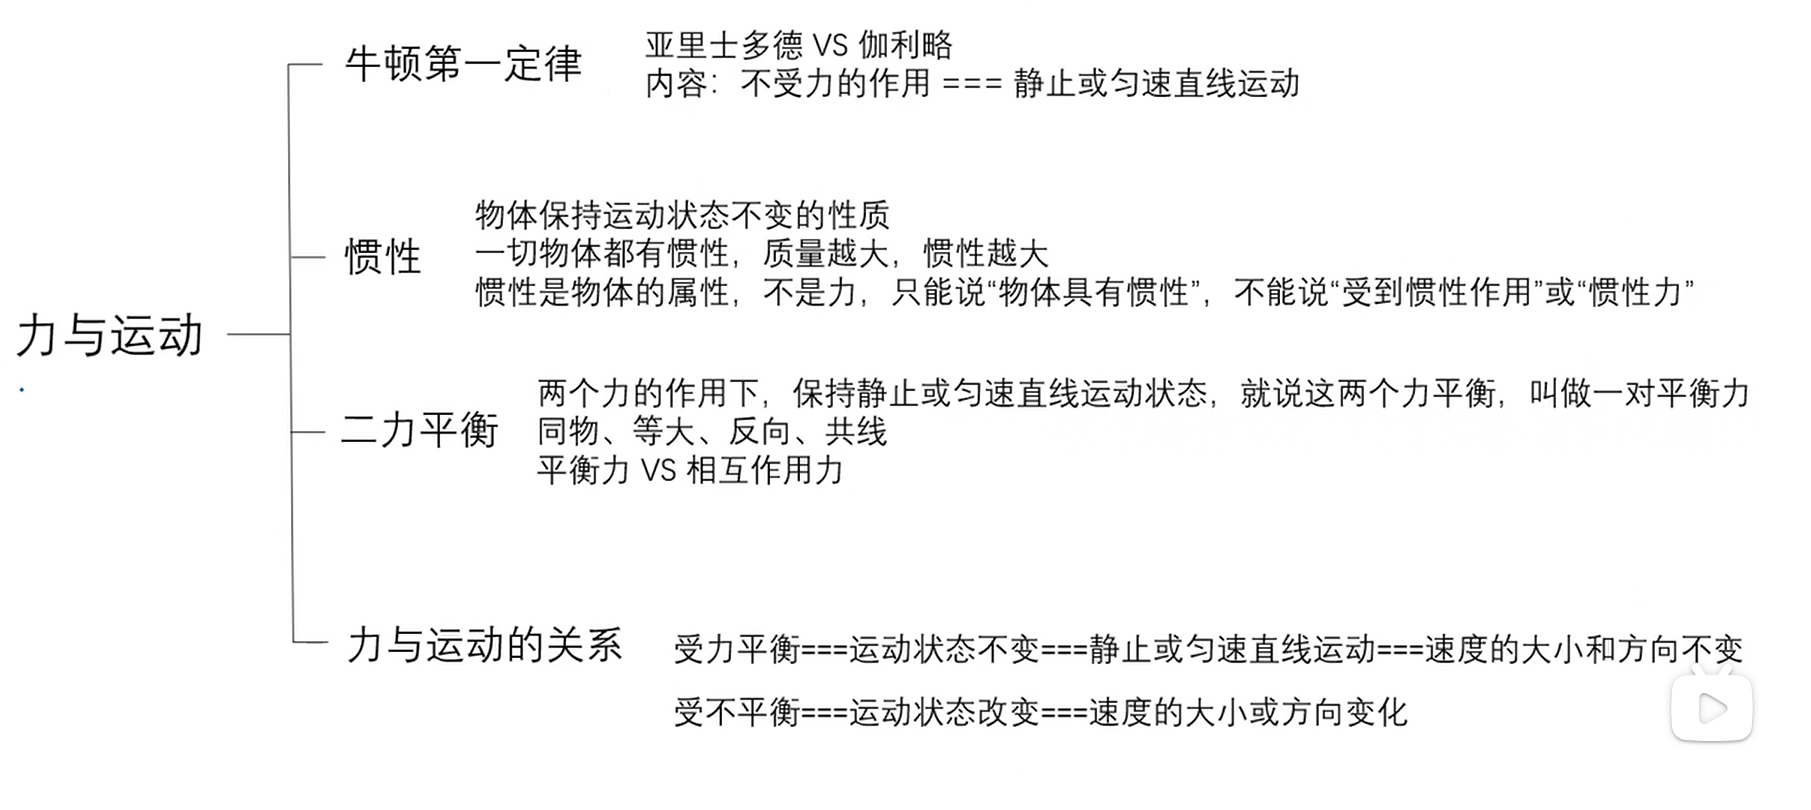 力与运动
牛顿第一定律
亚里士多德 VS 伽利略
内容：不受力的作用 === 静止或匀速直线运动
惯性
物体保持运动状态不变的性质
一切物体都有惯性，质量越大，惯性越大
惯性是物体的属性，不是力，只能说“物体具有惯性”，不能说“受到惯性作用”或“惯性力”
二力平衡
两个力的作用下，保持静止或匀速直线运动状态，就说这两个力平衡，叫做一对平衡力
同物、等大、反向、共线
平衡力 VS 相互作用力
力与运动的关系
受力平衡===运动状态不变===静止或匀速直线运动===速度的大小和方向不变
受不平衡===运动状态改变===速度的大小或方向变化